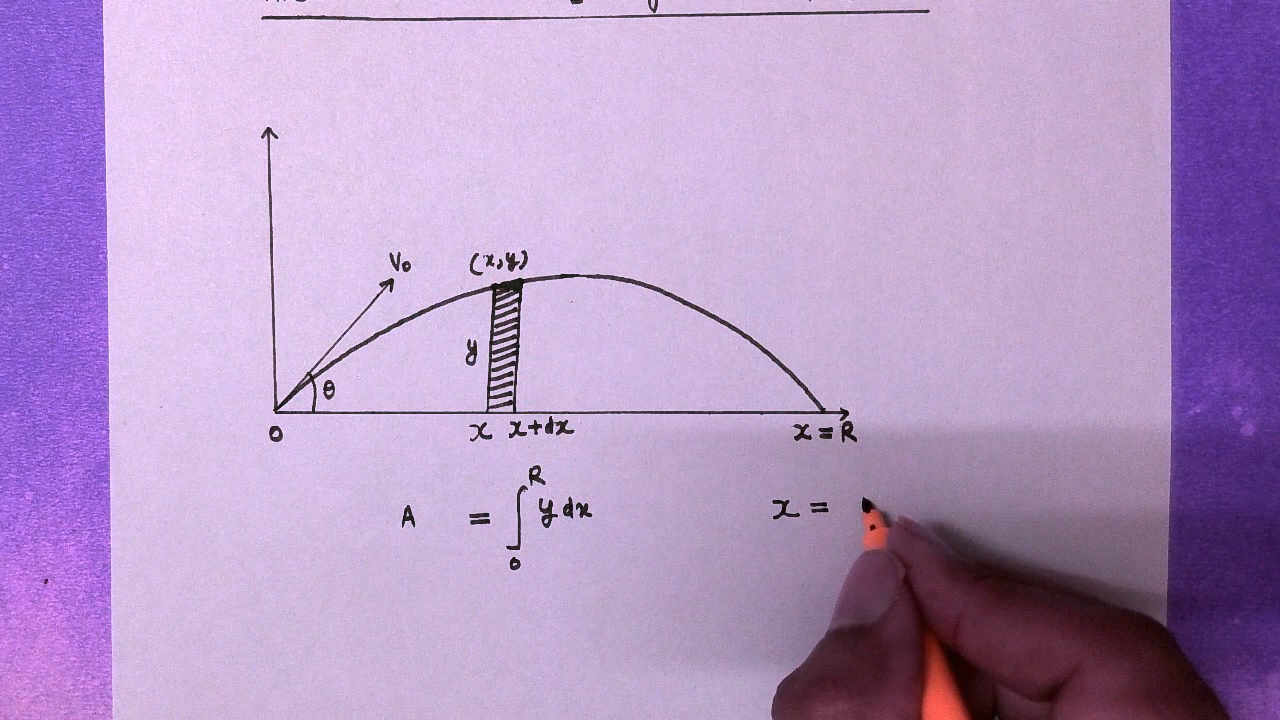 V₀
(x,y)
y
θ
0
x
x+dx
x = R
A = ∫₀ᴿ y dx
x =